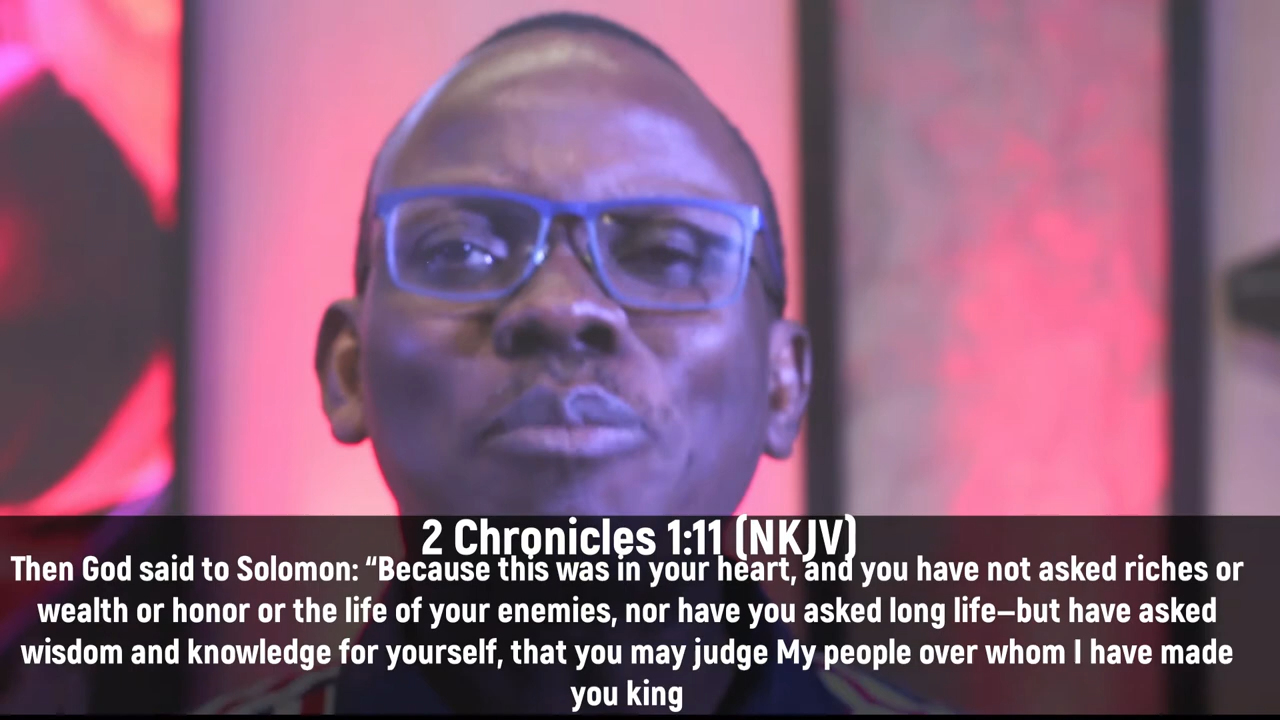 2 Chronicles 1:11 (NKJV)
Then God said to Solomon: “Because this was in your heart, and you have not asked riches or
wealth or honor or the life of your enemies, nor have you asked long life–but have asked
wisdom and knowledge for yourself, that you may judge My people over whom I have made
you king